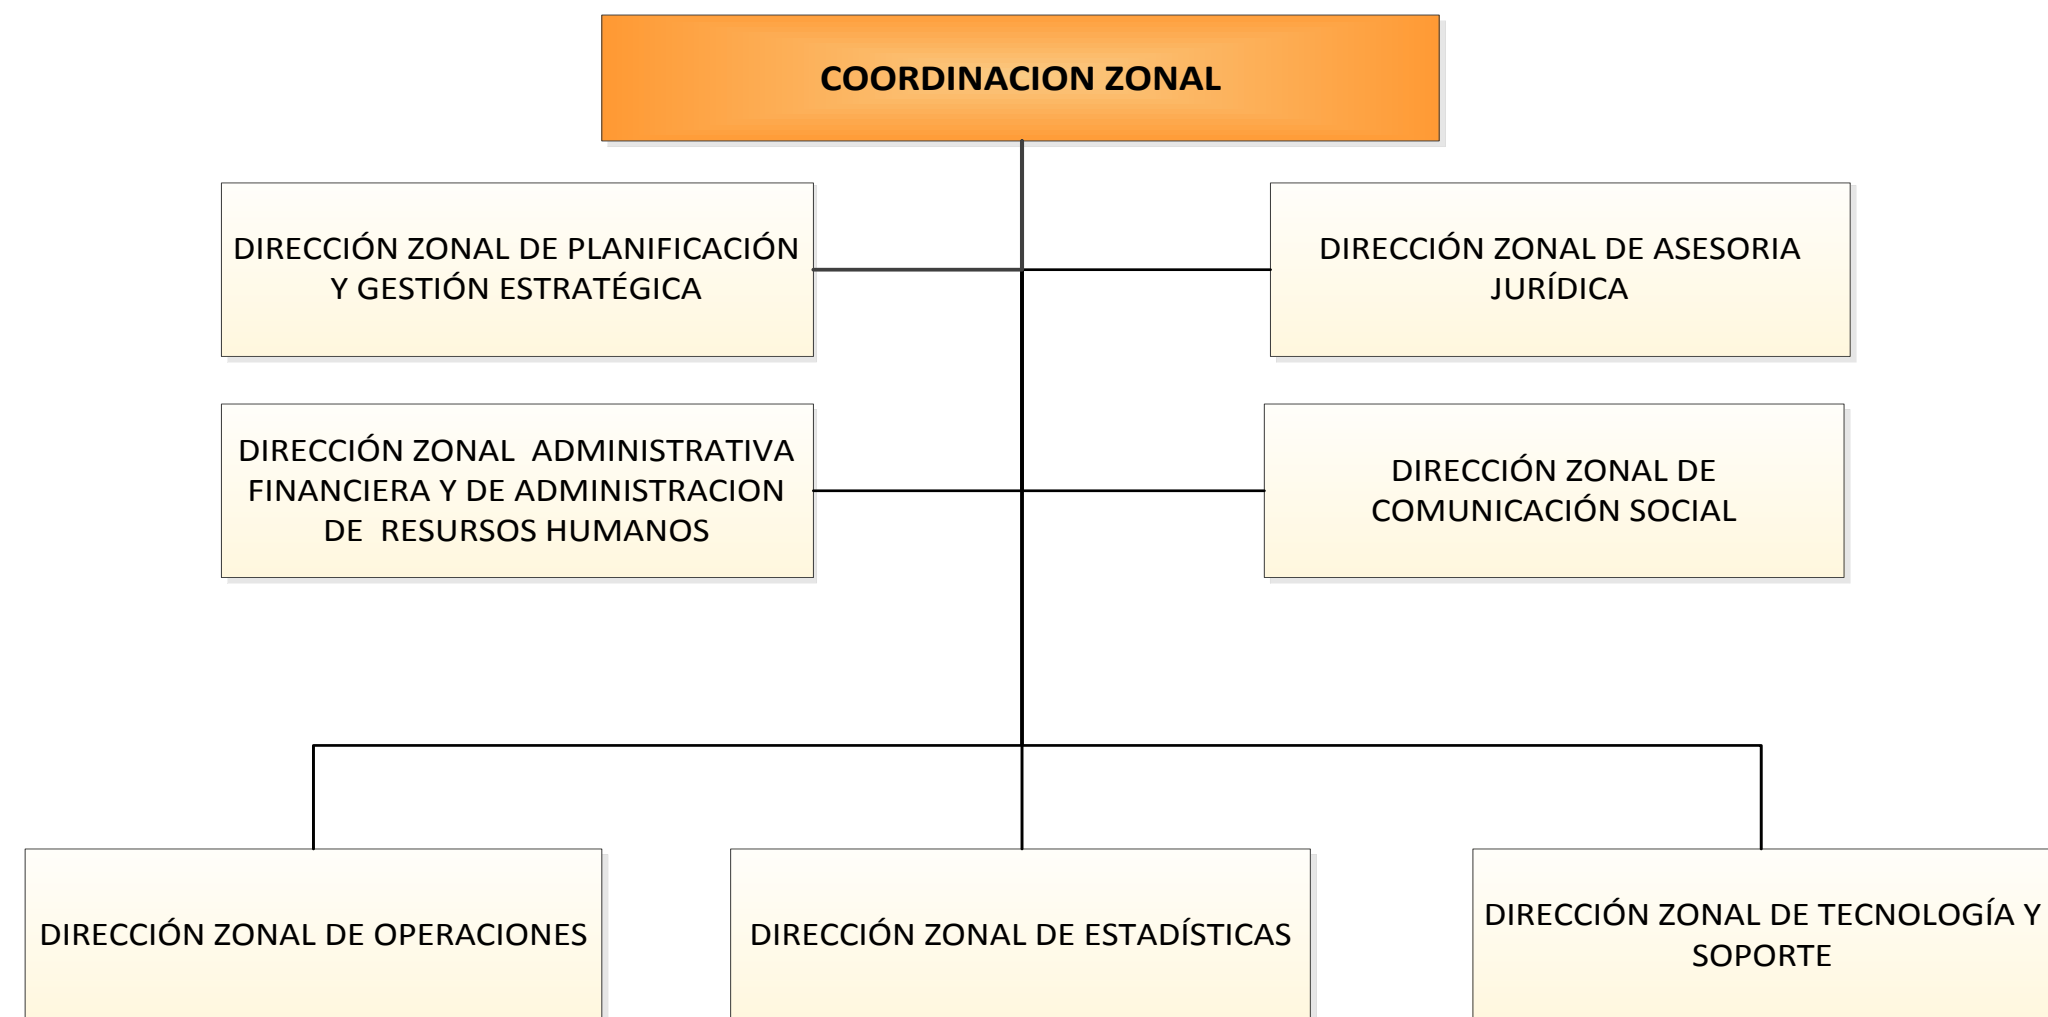 COORDINACION ZONAL
DIRECCIÓN ZONAL DE PLANIFICACIÓN
Y GESTIÓN ESTRATÉGICA
DIRECCIÓN ZONAL DE ASESORIA
JURÍDICA
DIRECCIÓN ZONAL ADMINISTRATIVA
FINANCIERA Y DE ADMINISTRACION
DE RESURSOS HUMANOS
DIRECCIÓN ZONAL DE
COMUNICACIÓN SOCIAL
DIRECCIÓN ZONAL DE OPERACIONES
DIRECCIÓN ZONAL DE ESTADÍSTICAS
DIRECCIÓN ZONAL DE TECNOLOGÍA Y
SOPORTE